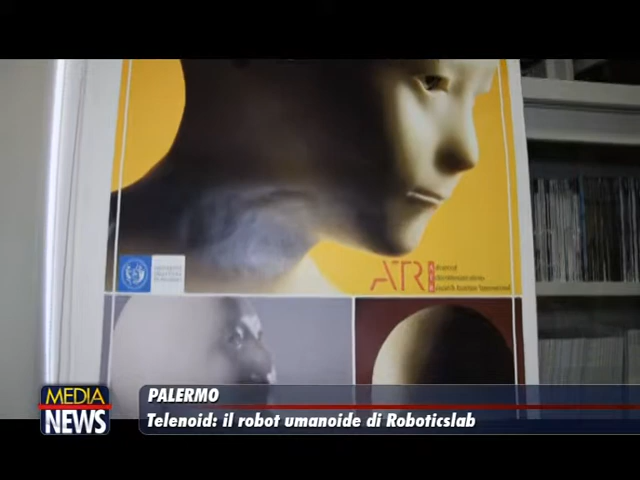 ATR
MEDIA
NEWS
PALERMO
Telenoid: il robot umanoide di Roboticslab